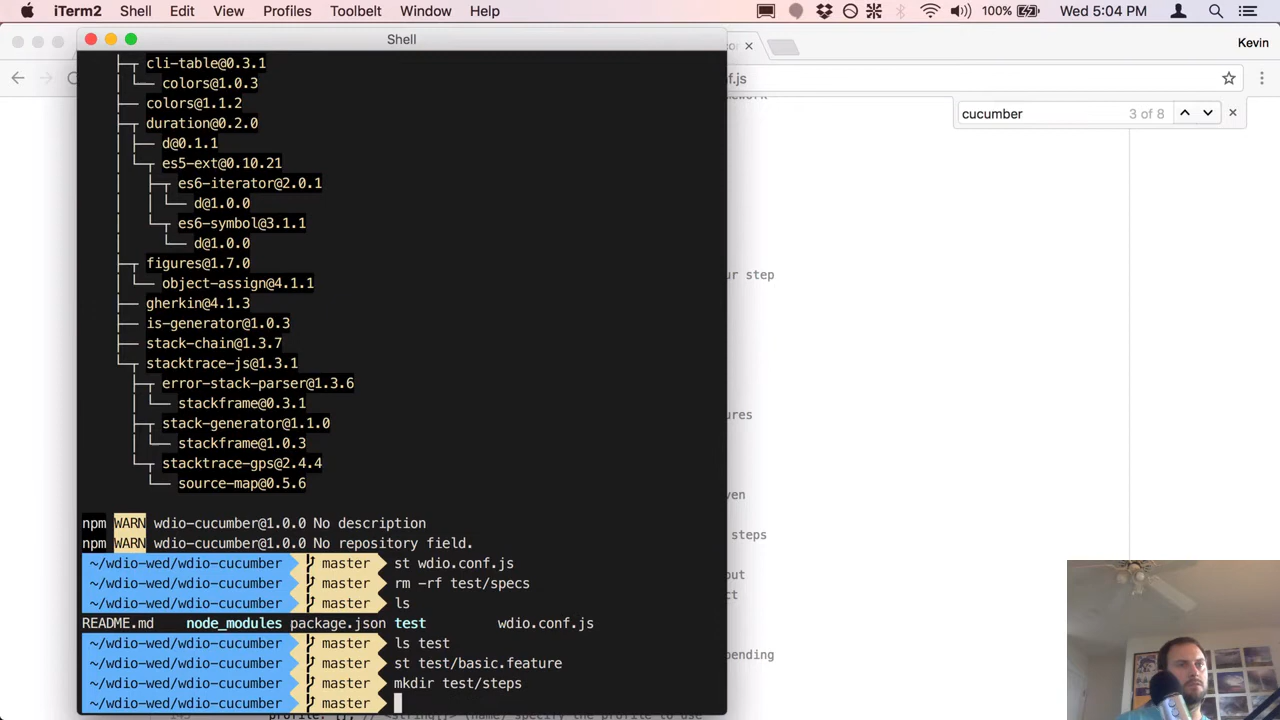 iTerm2 Shell Edit View Profiles Toolbelt Window Help 100% Wed 5:04 PM
Shell
Kevin
nf.js
cucumber 3 of 8
cli-table@0.3.1
colors@1.0.3
colors@1.1.2
duration@0.2.0
d@0.1.1
es5-ext@0.10.21
es6-iterator@2.0.1
d@1.0.0
es6-symbol@3.1.1
d@1.0.0
figures@1.7.0
object-assign@4.1.1
gherkin@4.1.3
is-generator@1.0.3
stack-chain@1.3.7
stacktrace-js@1.3.1
error-stack-parser@1.3.6
stackframe@0.3.1
stack-generator@1.1.0
stackframe@1.0.3
stacktrace-gps@2.4.4
source-map@0.5.6
npm WARN wdio-cucumber@1.0.0 No description
npm WARN wdio-cucumber@1.0.0 No repository field.
~/wdio-wed/wdio-cucumber master st wdio.conf.js
~/wdio-wed/wdio-cucumber master rm -rf test/specs
~/wdio-wed/wdio-cucumber master ls
README.md node_modules package.json test wdio.conf.js
~/wdio-wed/wdio-cucumber master ls test
~/wdio-wed/wdio-cucumber master st test/basic.feature
~/wdio-wed/wdio-cucumber master mkdir test/steps
~/wdio-wed/wdio-cucumber master
ur step
ures
ven
steps
out
ct
pending